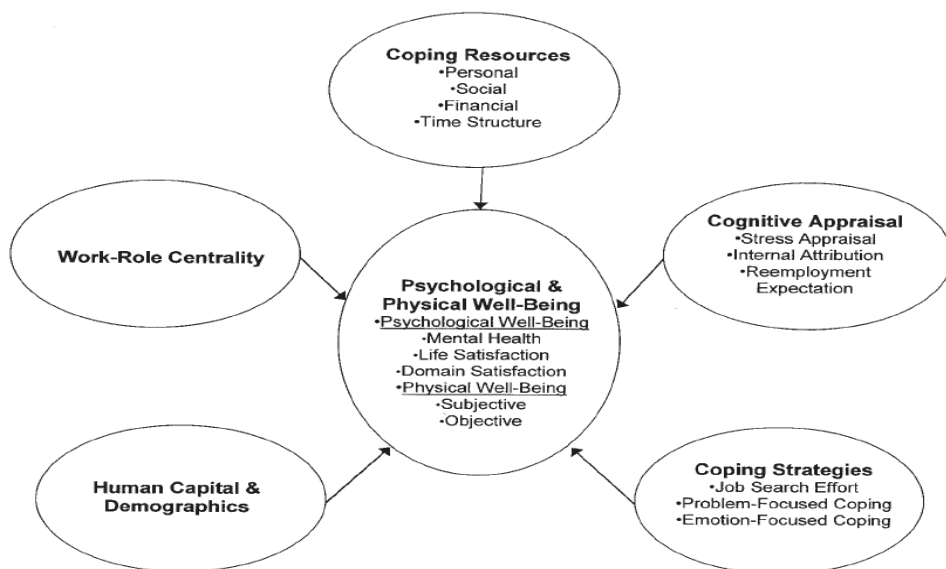 Coping Resources
•Personal
•Social
•Financial
•Time Structure
Work-Role Centrality
Cognitive Appraisal
•Stress Appraisal
•Internal Attribution
•Reemployment
Expectation
Psychological &
Physical Well-Being
•Psychological Well-Being
•Mental Health
•Life Satisfaction
•Domain Satisfaction
•Physical Well-Being
•Subjective
•Objective
Human Capital &
Demographics
Coping Strategies
•Job Search Effort
•Problem-Focused Coping
•Emotion-Focused Coping